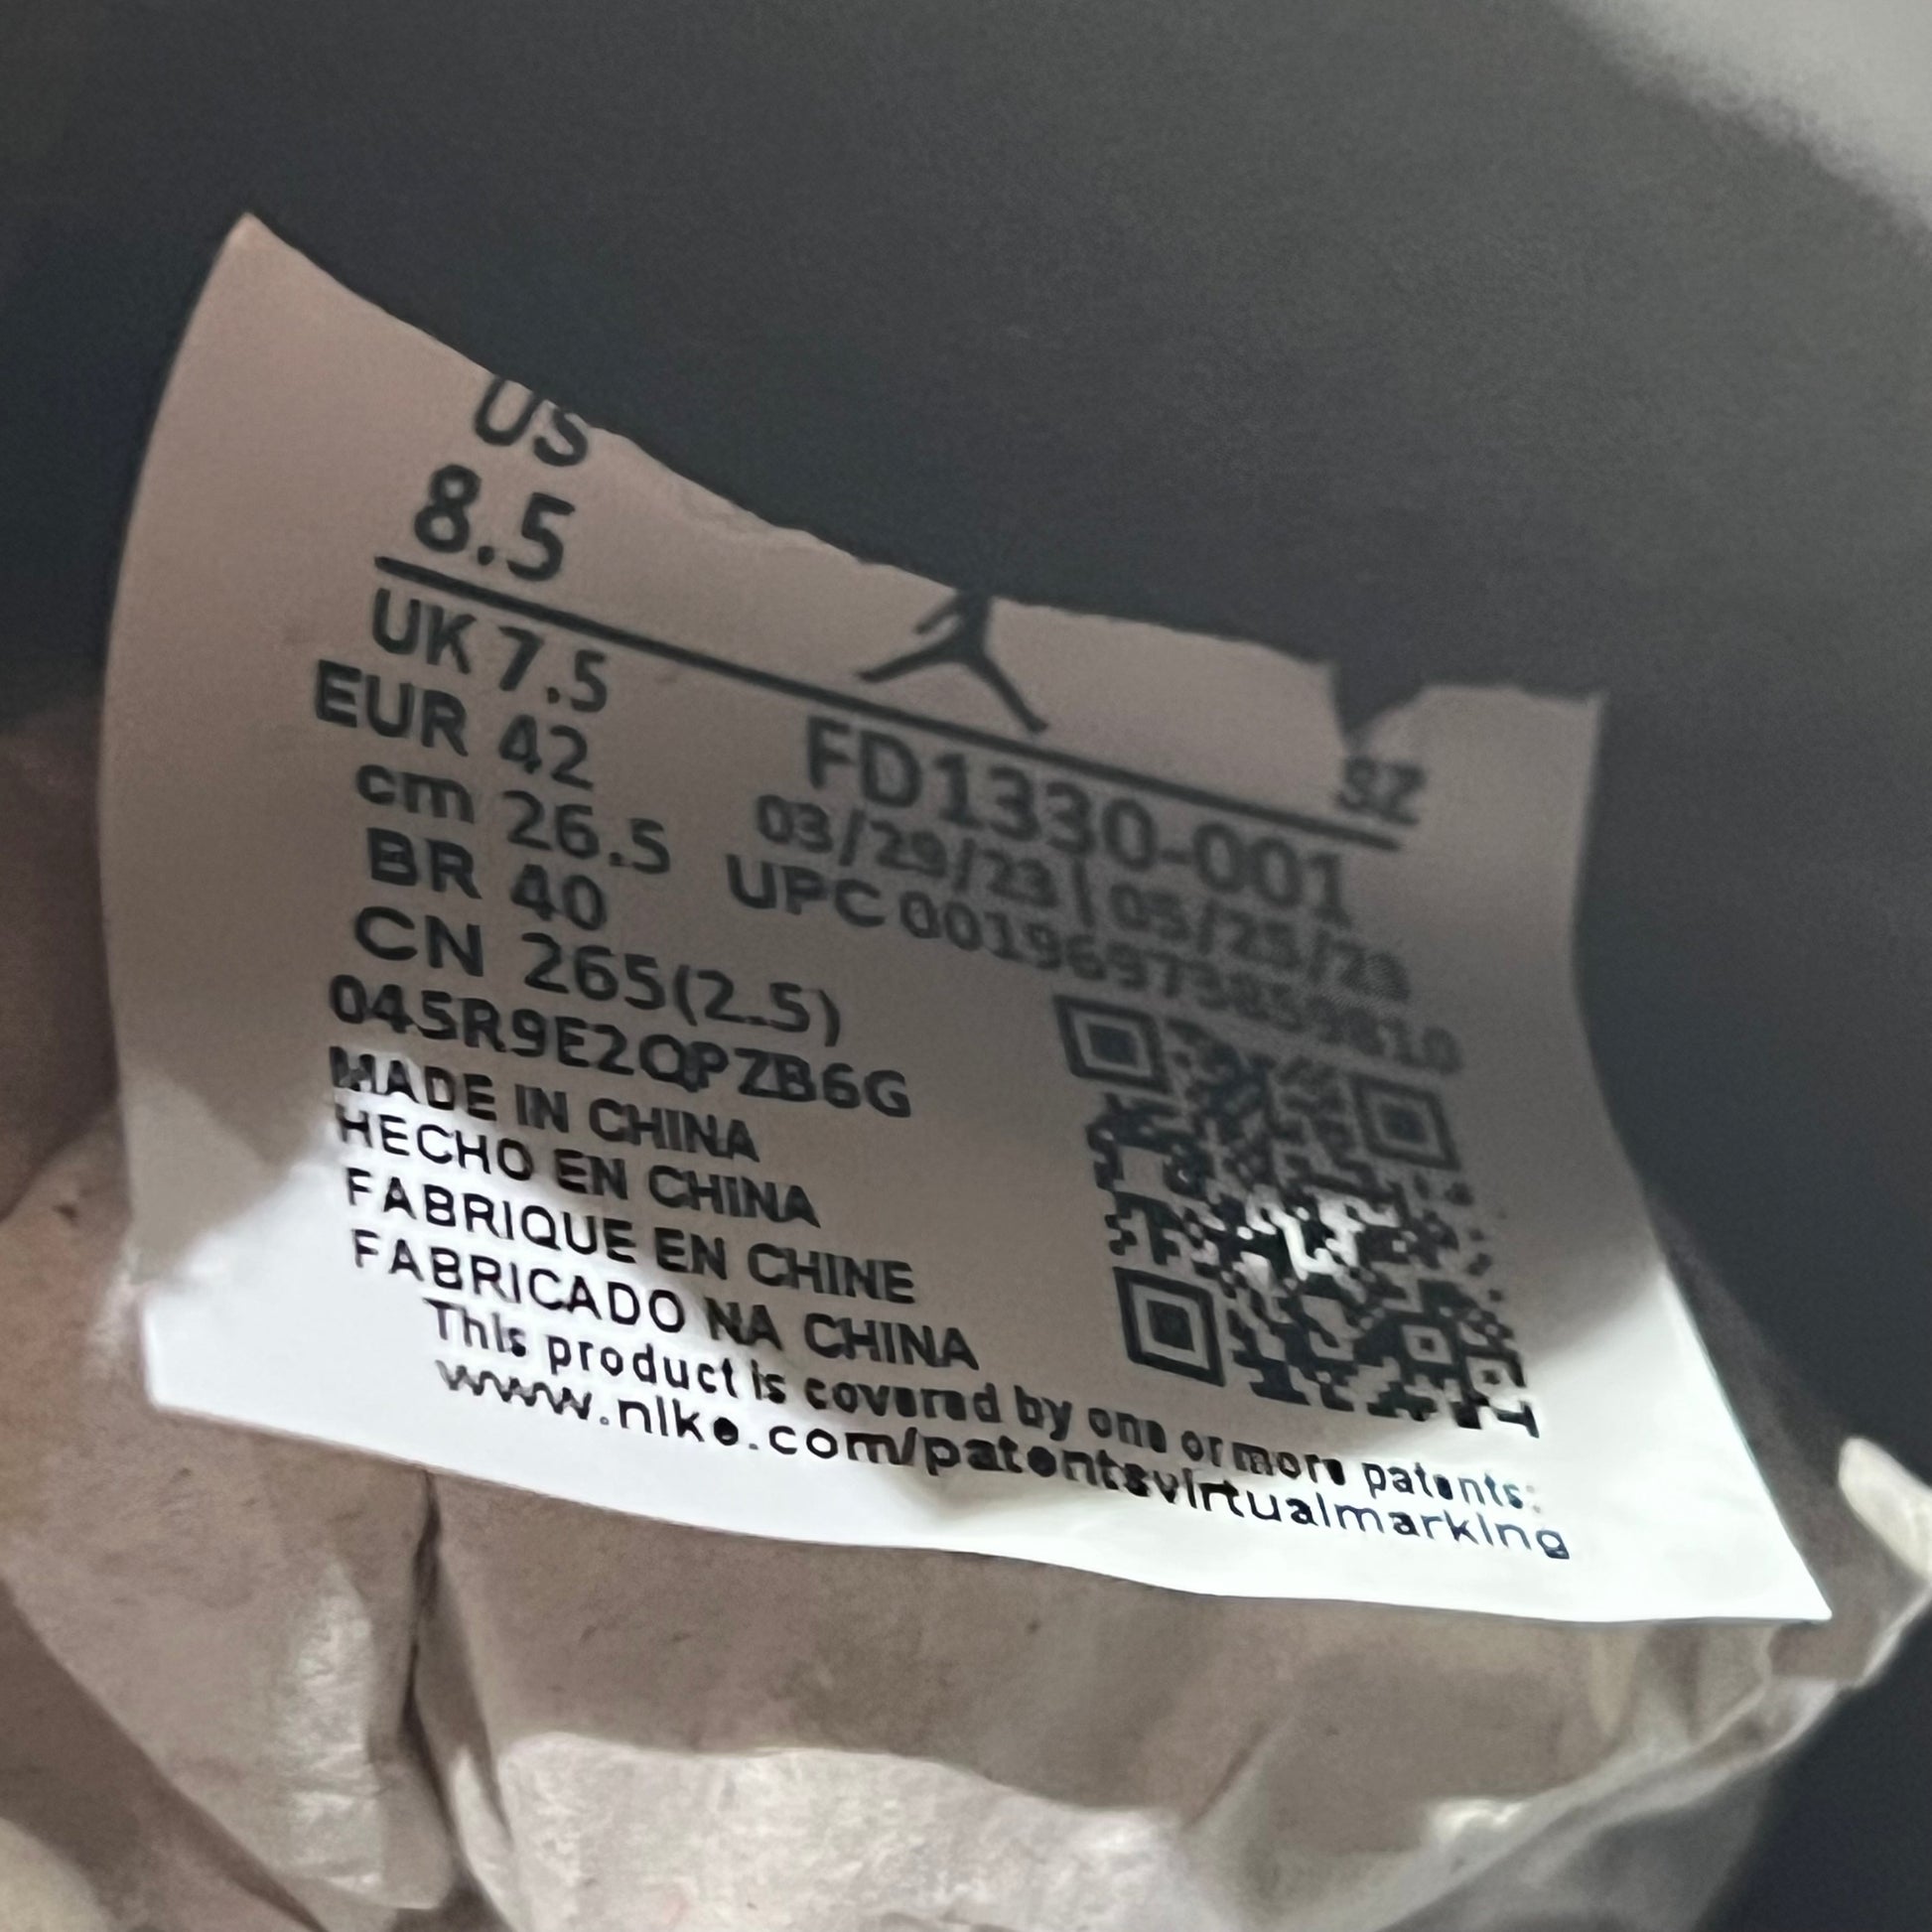 US
8.5
SZ
UK 7.5
EUR 42
cm 26.5
BR 40
CN 265(2.5)
045R9E2QPZB6G
FD1330-001
03/29/23 | 05/25/23
UPC 00196973859810
MADE IN CHINA
HECHO EN CHINA
FABRIQUE EN CHINE
FABRICADO NA CHINA
This product is covered by one or more patents:
www.nike.com/patentsvirtualmarking